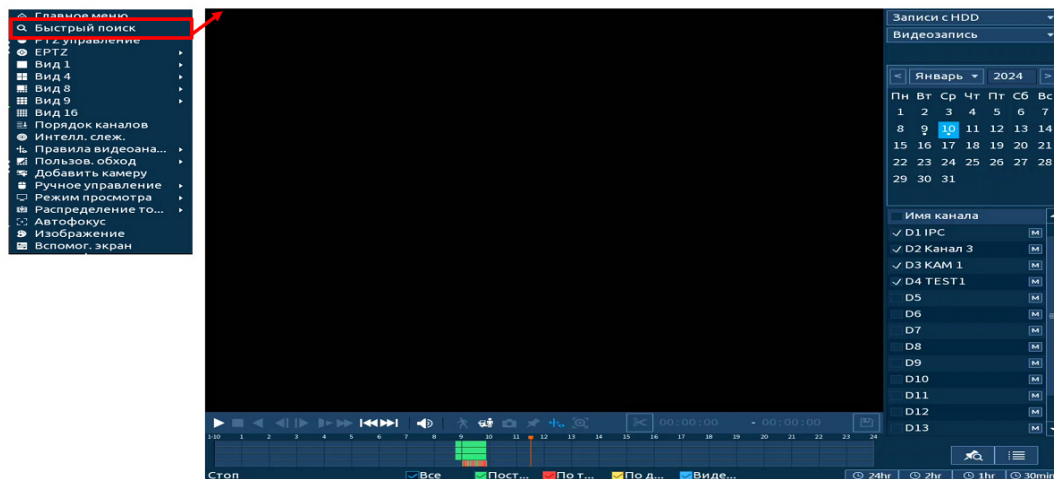 Главное меню
Быстрый поиск
PTZ управление
EPTZ
Вид 1
Вид 4
Вид 8
Вид 9
Вид 16
Порядок каналов
Интелл. слеж.
Правила видеоана...
Пользов. обход
Добавить камеру
Ручное управление
Режим просмотра
Распределение то...
Автофокус
Изображение
Вспомог. экран
Записи с HDD
Видеозапись
< Январь 2024 >
Пн Вт Ср Чт Пт Сб Вс
1 2 3 4 5 6 7
8 9 10 11 12 13 14
15 16 17 18 19 20 21
22 23 24 25 26 27 28
29 30 31
Имя канала
D1 IPC M
D2 Канал 3 M
D3 КАМ 1 M
D4 TEST1 M
D5 M
D6 M
D7 M
D8 M
D9 M
D10 M
D11 M
D12 M
D13 M
00:00:00 - 00:00:00
1-10 1 2 3 4 5 6 7 8 9 10 11 12 13 14 15 16 17 18 19 20 21 22 23 24
Стоп Все Пост... По т... По д... Виде... 24hr 2hr 1hr 30min